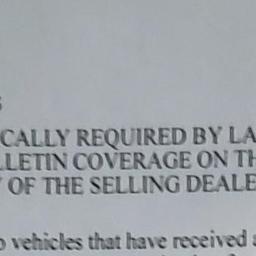 CALLY REQUIRED BY LA
LLETIN COVERAGE ON TH
OF THE SELLING DEALE
o vehicles that have received a